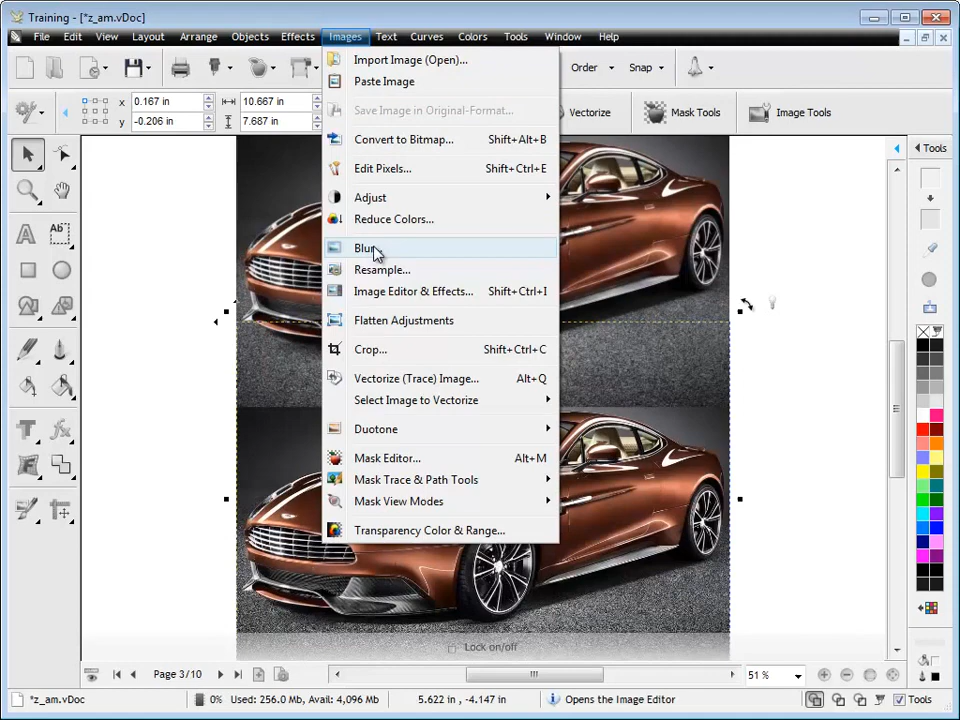 Training - [*z_am.vDoc]
File Edit View Layout Arrange Objects Effects Images Text Curves Colors Tools Window Help
Import Image (Open)...
Order Snap
Paste Image
x 0.167 in 10.667 in
Save Image in Original-Format...
Vectorize Mask Tools Image Tools
y -0.206 in 7.687 in
Convert to Bitmap... Shift+Alt+B
Tools
Edit Pixels... Shift+Ctrl+E
Adjust
Reduce Colors...
Ab
Blur
Resample...
Image Editor & Effects... Shift+Ctrl+I
Flatten Adjustments
Crop... Shift+Ctrl+C
Vectorize (Trace) Image... Alt+Q
Select Image to Vectorize
Duotone
Mask Editor... Alt+M
Mask Trace & Path Tools
Mask View Modes
Transparency Color & Range...
Lock on/off
Page 3/10 51 %
*z_am.vDoc 0% Used: 256.0 Mb, Avail: 4,096 Mb 5.622 in , -4.147 in Opens the Image Editor Tools